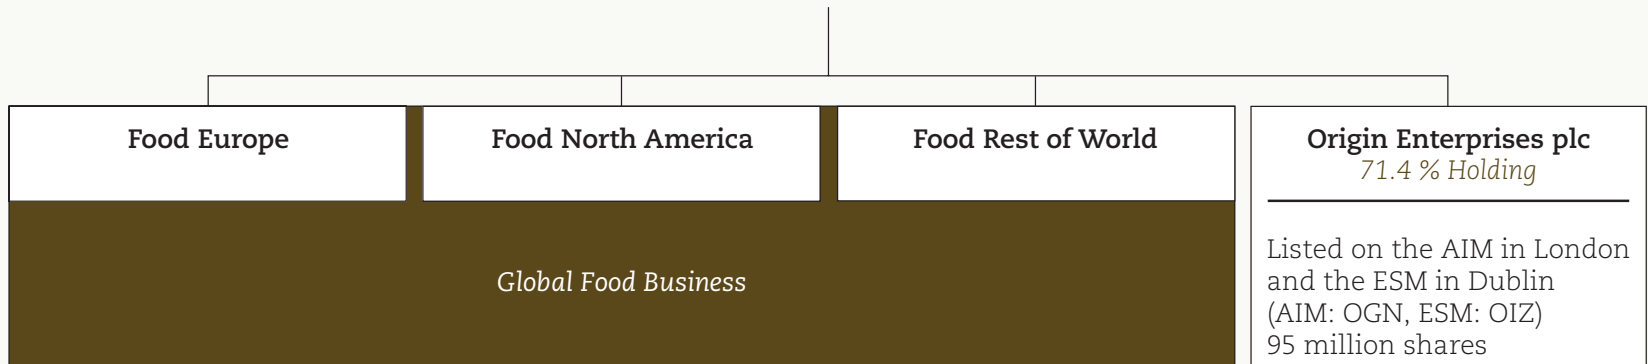 Food Europe
Food North America
Food Rest of World
Global Food Business
Origin Enterprises plc
71.4 % Holding
Listed on the AIM in London
and the ESM in Dublin
(AIM: OGN, ESM: OIZ)
95 million shares